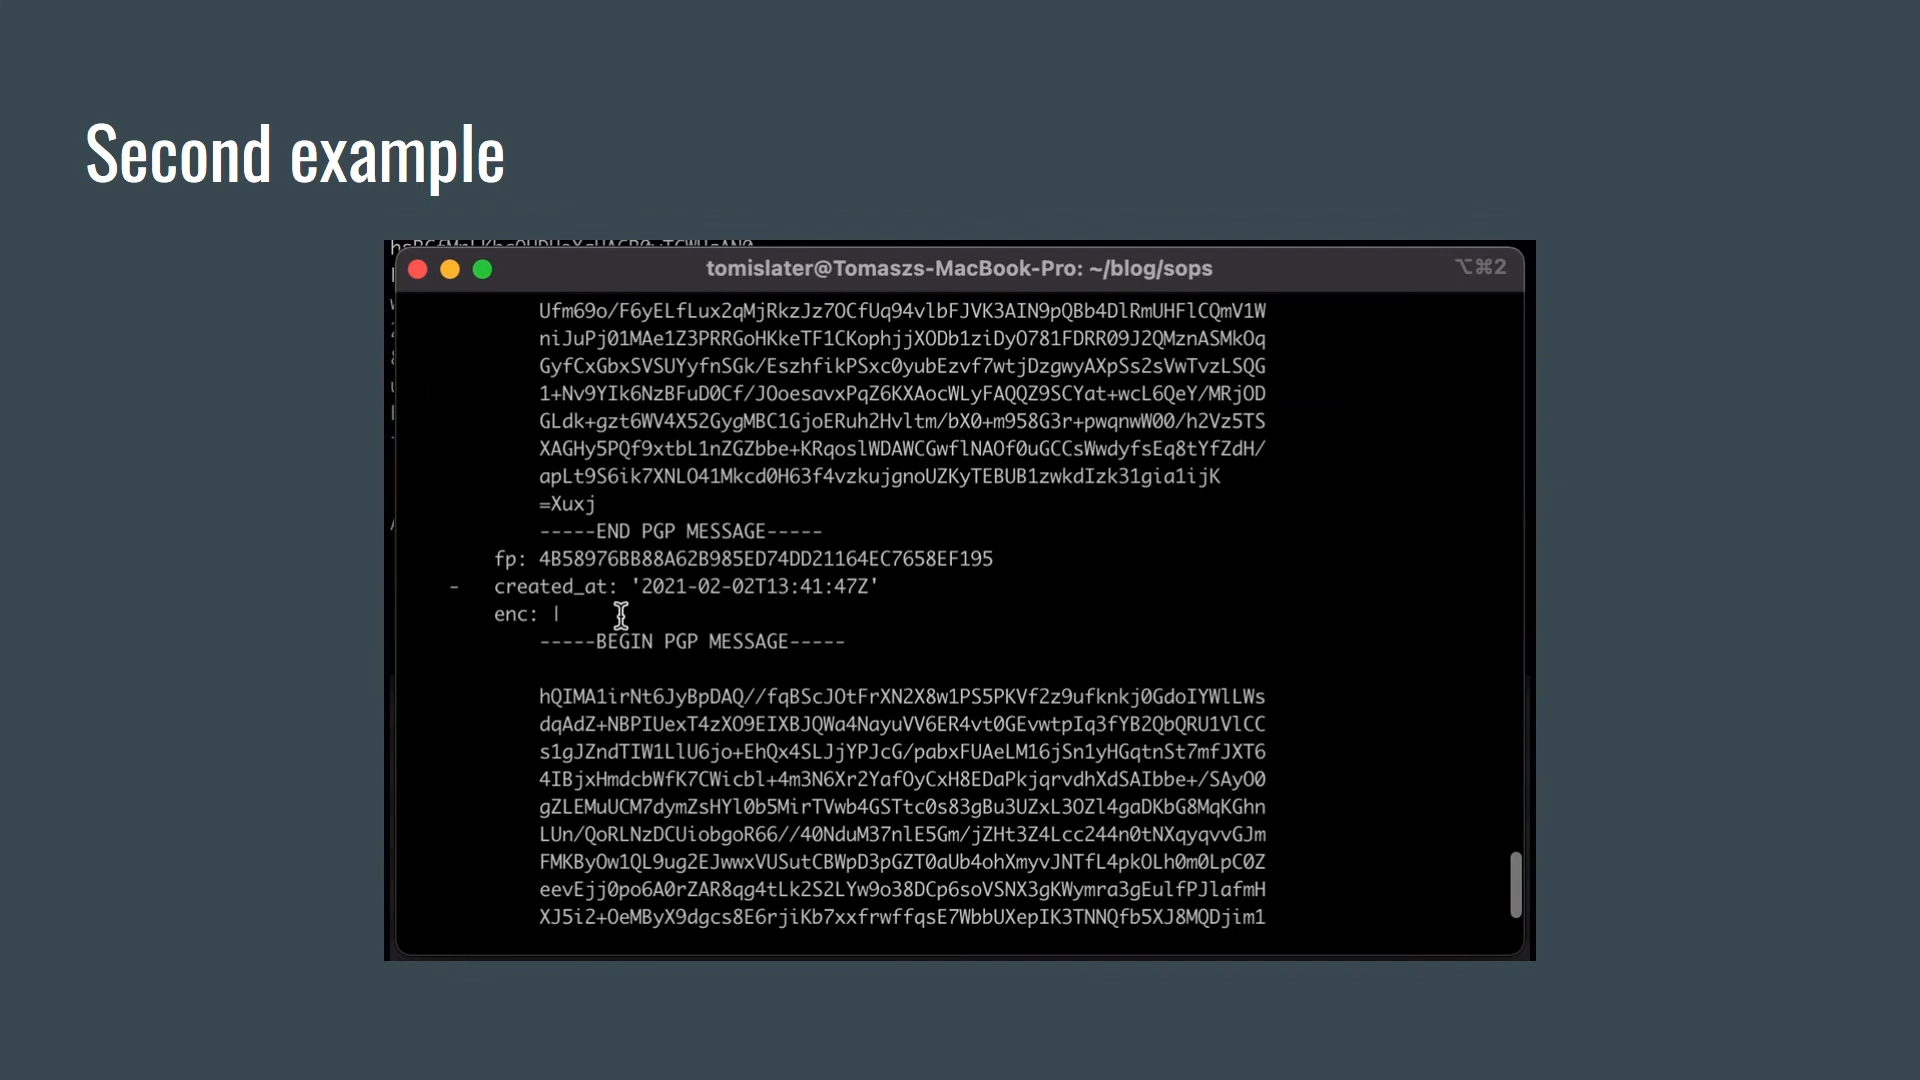 Second example
tomislater@Tomaszs-MacBook-Pro: ~/blog/sops
⌥⌘2
Ufm69o/F6yELfLux2qMjRkzJz7OCfUq94vlbFJVK3AIN9pQBb4DlRmUHFlCQmV1W
niJuPj01MAe1Z3PRRGoHKkeTF1CKophjjXODb1ziDyO781FDRR09J2QMznASMkOq
GyfCxGbxSVSUYyfnSGk/EszhfikPSxc0yubEzvf7wtjDzgwyAXpSs2sVwTvzLSQG
1+Nv9YIk6NzBFuD0Cf/JOoesavxPqZ6KXAocWLyFAQQZ9SCYat+wcL6QeY/MRjOD
GLdk+gzt6WV4X52GygMBC1GjoERuh2Hvltm/bX0+m958G3r+pwqnwW00/h2Vz5TS
XAGHy5PQf9xtbL1nZGZbbe+KRqoslWDAWCGwflNAOf0uGCCsWwdyfsEq8tYfZdH/
apLt9S6ik7XNLO41Mkcd0H63f4vzkujgnoUZKyTEBUB1zwkdIzk31gia1ijK
=Xuxj
-----END PGP MESSAGE-----
fp: 4B58976BB88A62B985ED74DD21164EC7658EF195
- created_at: '2021-02-02T13:41:47Z'
enc: |
-----BEGIN PGP MESSAGE-----
hQIMA1irNt6JyBpDAQ//fqBScJOtFrXN2X8w1PS5PKVf2z9ufknkj0GdoIYWlLWs
dqAdZ+NBPIUexT4zXO9EIXBJQWa4NayuVV6ER4vt0GEvwtpIq3fYB2QbQRU1VlCC
s1gJZndTIW1LlU6jo+EhQx4SLJjYPJcG/pabxFUAeLM16jSn1yHGqtnSt7mfJXT6
4IBjxHmdcbWfK7CWicbl+4m3N6Xr2YafOyCxH8EDaPkjqrvdhXdSAIbbe+/SAyO0
gZLEMuUCM7dymZsHYl0b5MirTVwb4GSTtc0s83gBu3UZxL3OZl4gaDKbG8MqKGhn
LUn/QoRLNzDCUiobgoR66//40NduM37nlE5Gm/jZHt3Z4Lcc244n0tNXqyqvvGJm
FMKByOw1QL9ug2EJwwxVUSutCBWpD3pGZT0aUb4ohXmyvJNTfL4pkOLh0m0LpC0Z
eevEjj0po6A0rZAR8qg4tLk2S2LYw9o38DCp6soVSNX3gKWymra3gEulfPJlafmH
XJ5i2+OeMByX9dgcs8E6rjiKb7xxfrwffqsE7WbbUXepIK3TNNQfb5XJ8MQDjim1